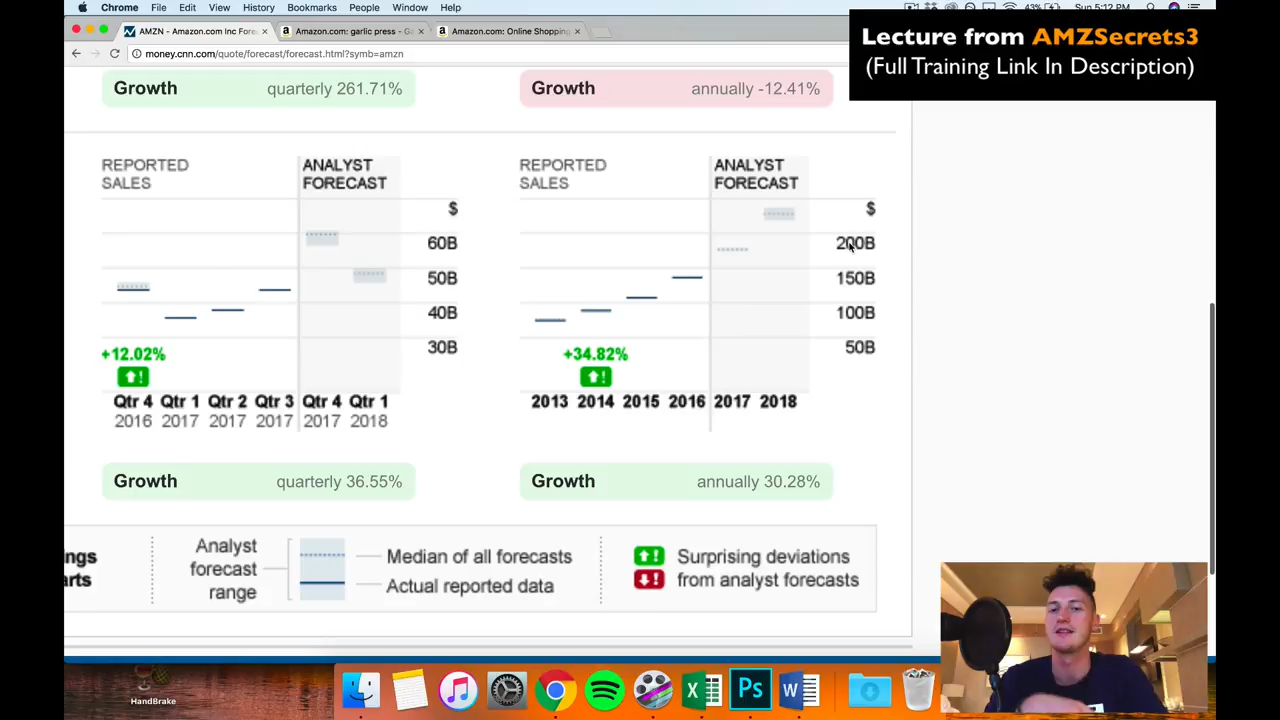 Chrome File Edit View History Bookmarks People Window Help
43% Sun 5:12 PM
AMZN - Amazon.com Inc Fore
Amazon.com: garlic press - Ga
Amazon.com: Online Shopping
money.cnn.com/quote/forecast/forecast.html?symb=amzn
Lecture from AMZSecrets3
(Full Training Link In Description)
Growth quarterly 261.71%
Growth annually -12.41%
REPORTED SALES
ANALYST FORECAST
$
60B
50B
40B
30B
+12.02%
Qtr 4 Qtr 1 Qtr 2 Qtr 3 Qtr 4 Qtr 1
2016 2017 2017 2017 2017 2018
REPORTED SALES
ANALYST FORECAST
$
200B
150B
100B
50B
+34.82%
2013 2014 2015 2016 2017 2018
Growth quarterly 36.55%
Growth annually 30.28%
ngs
arts
Analyst
forecast
range
Median of all forecasts
Actual reported data
Surprising deviations
from analyst forecasts
HandBrake
Ps
W